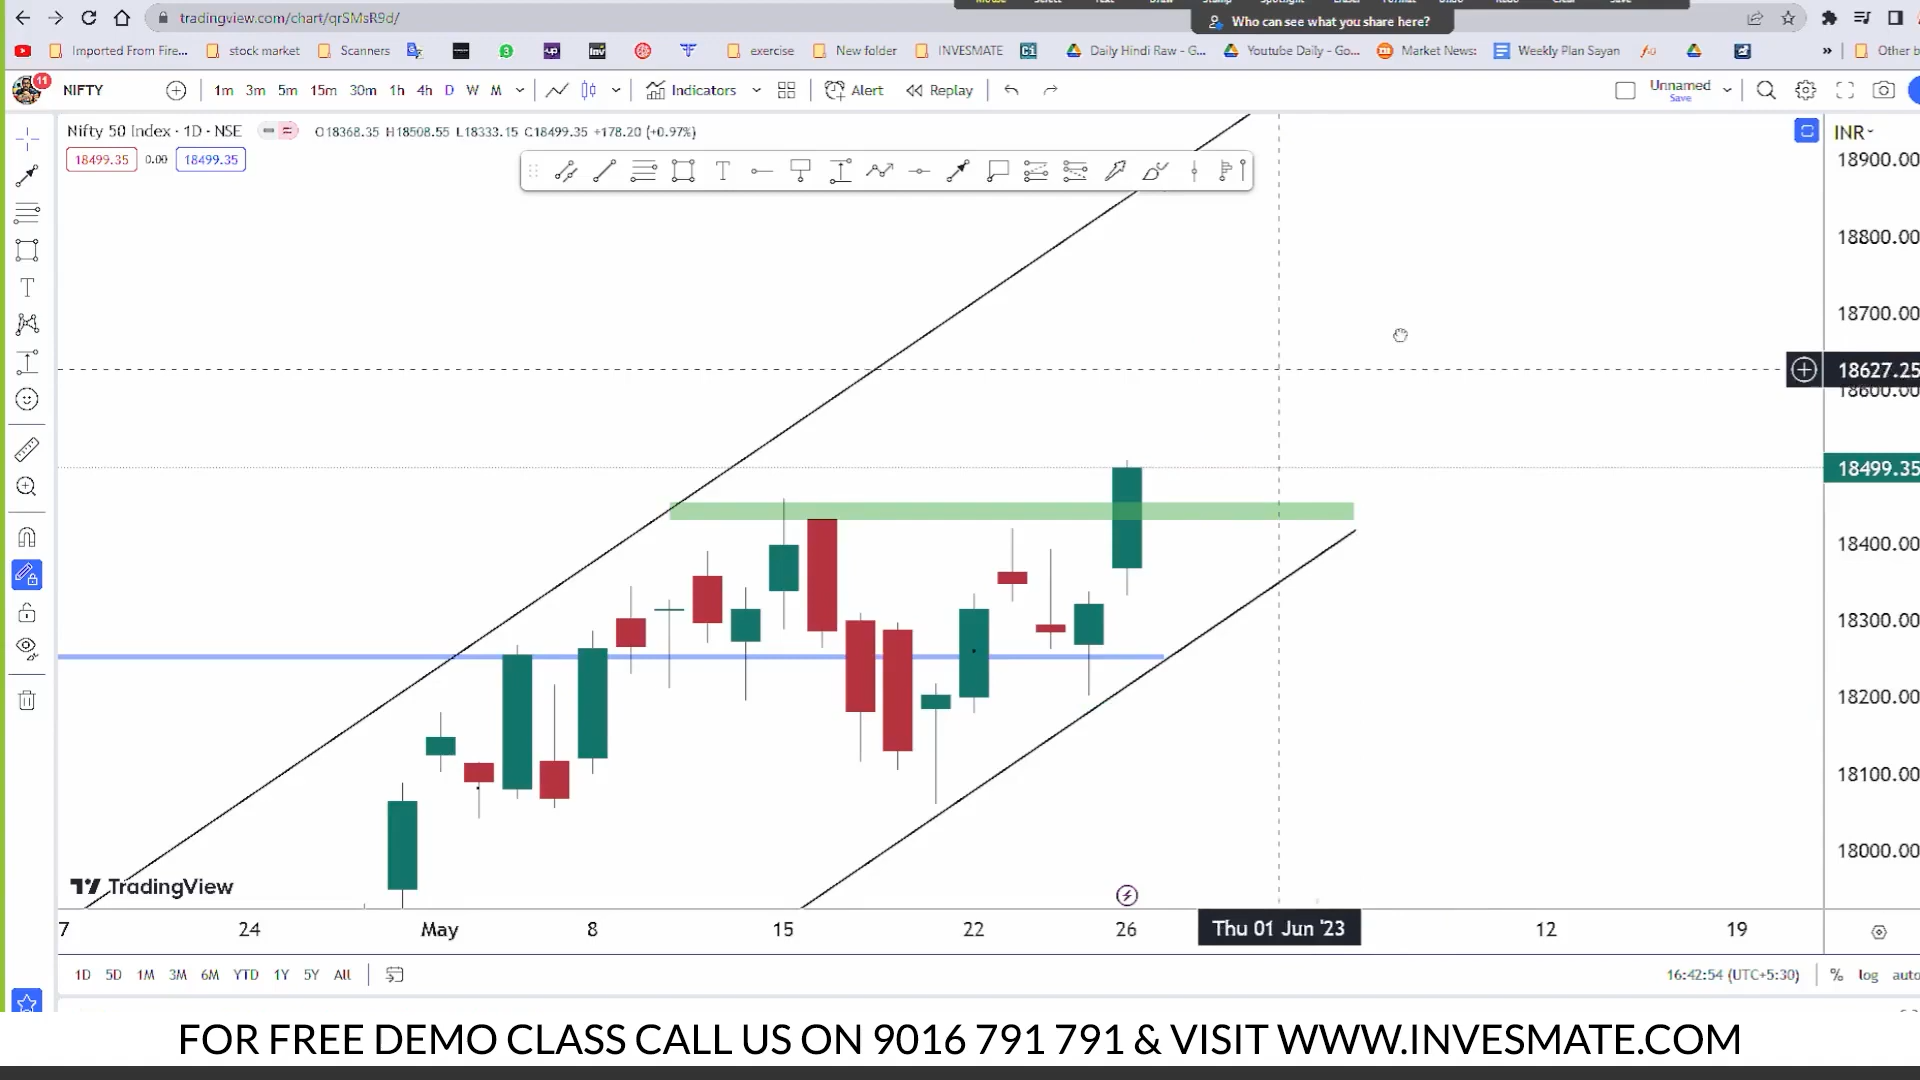 tradingview.com/chart/qrSMsR9d/
Who can see what you share here?
Imported From Fire...
stock market
Scanners
exercise
New folder
INVESMATE
Daily Hindi Raw - G...
Youtube Daily - Go...
Market News:
Weekly Plan Sayan
Other b
11
NIFTY
1m 3m 5m 15m 30m 1h 4h D W M
Indicators
Alert
Replay
Unnamed
Save
Nifty 50 Index · 1D · NSE
O18368.35 H18508.55 L18333.15 C18499.35 +178.20 (+0.97%)
INR
18499.35 0.00 18499.35
18900.00
18800.00
18700.00
18627.25
18600.00
18499.35
18400.00
18300.00
18200.00
18100.00
18000.00
TradingView
7 24 May 8 15 22 26 Thu 01 Jun '23 12 19
1D 5D 1M 3M 6M YTD 1Y 5Y All
16:42:54 (UTC+5:30) % log auto
FOR FREE DEMO CLASS CALL US ON 9016 791 791 & VISIT WWW.INVESMATE.COM